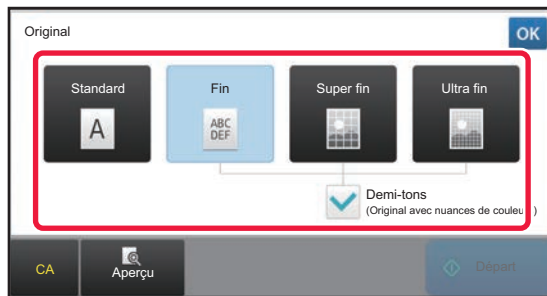 Original
OK
Standard
Fin
Super fin
Ultra fin
A
ABC
DEF
Demi-tons
(Original avec nuances de couleur )
CA
Aperçu
Départ